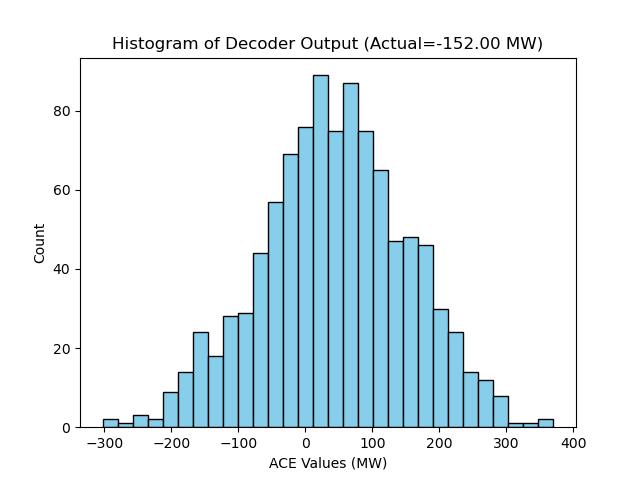 Histogram of Decoder Output (Actual=-152.00 MW)
80
60
40
20
0
Count
−300 −200 −100 0 100 200 300 400
ACE Values (MW)